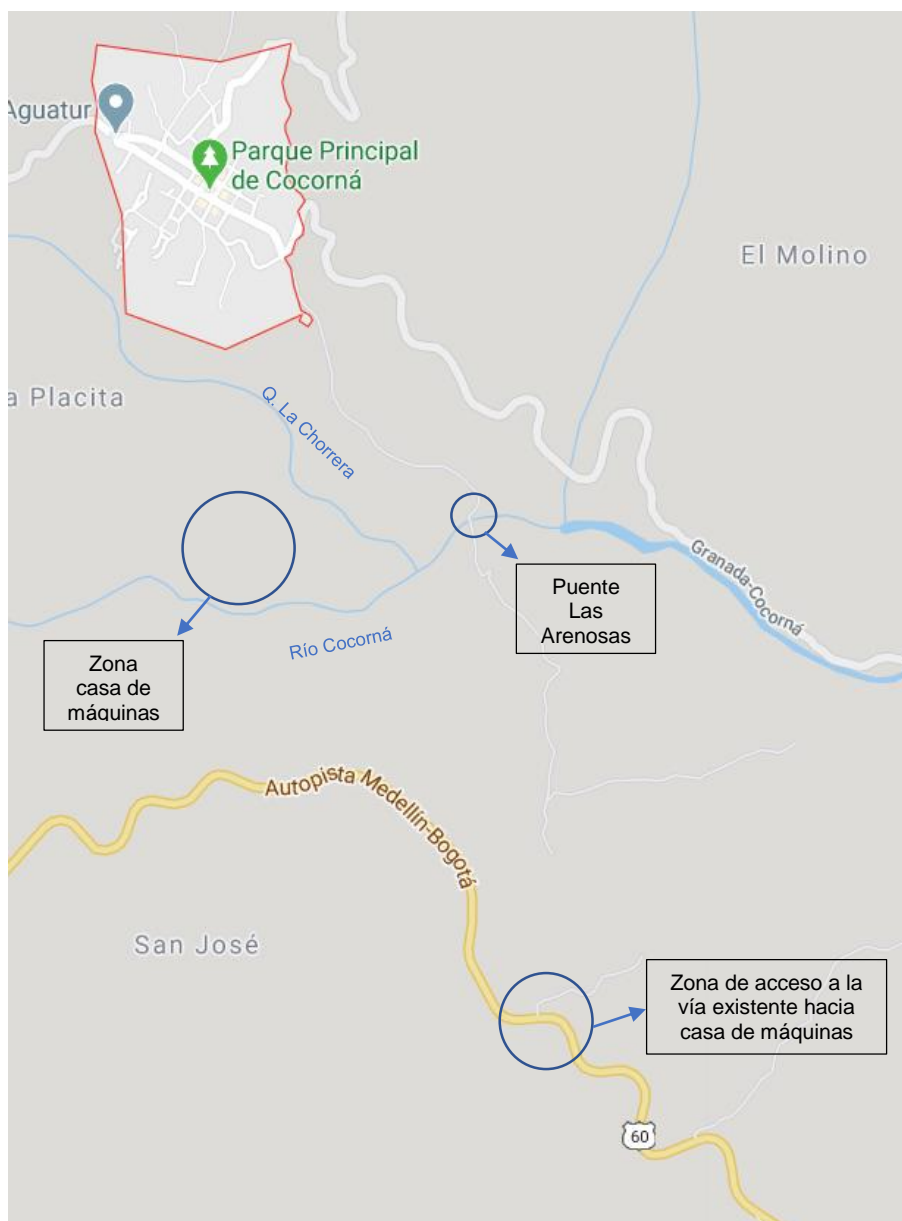 Aguatur
Parque Principal
de Cocorná
El Molino
a Placita
Q. La Chorrera
Granada-Cocorná
Puente
Las
Arenosas
Río Cocorná
Zona
casa de
máquinas
Autopista Medellín-Bogotá
San José
Zona de acceso a la
vía existente hacia
casa de máquinas
60